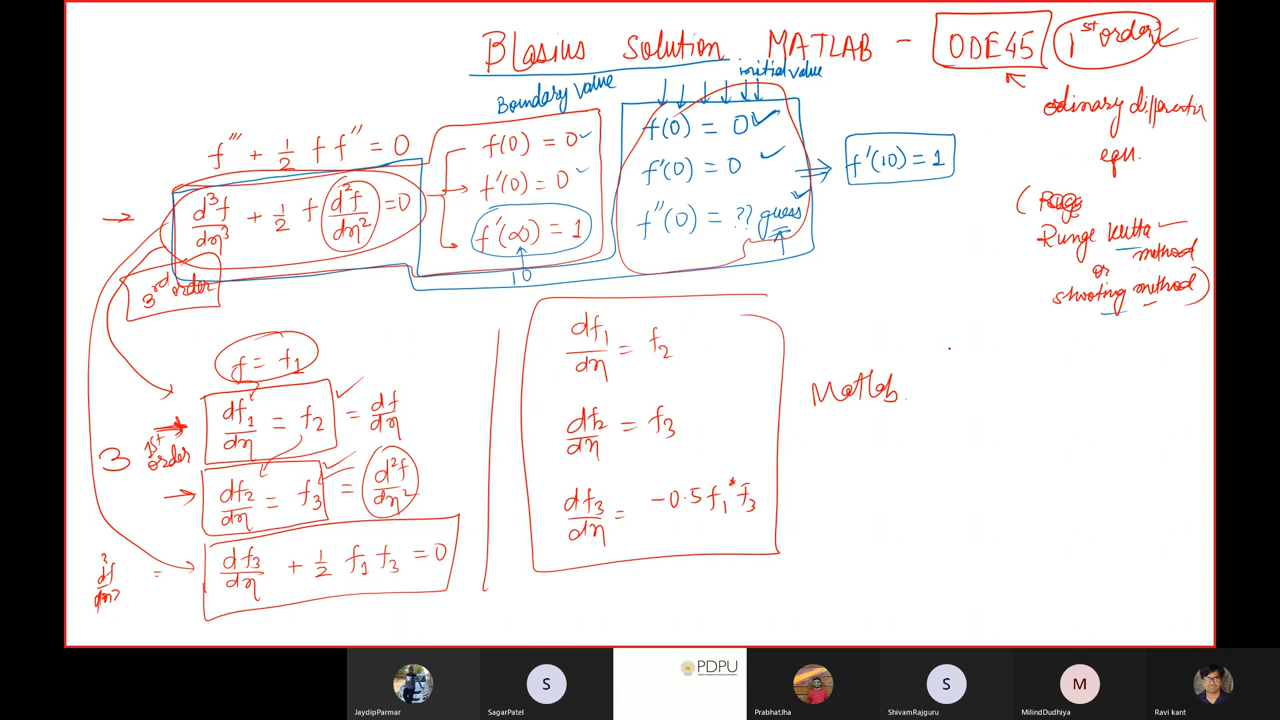 Blasius Solution MATLAB - ODE45 1st order
Boundary value
initial value
ordinary differential
eqn.
(
Runge Kutta
method
or
shooting method)
f''' + 1/2 f f'' = 0
d³f/dη³ + 1/2 f d²f/dη² = 0
3rd order
f(0) = 0
f'(0) = 0
f'(∞) = 1
10
f(0) = 0
f'(0) = 0
f''(0) = ?? guess
f'(10) = 1
f = f₁
1st order
3
df₁/dη = f₂ = df/dη
df₂/dη = f₃ = d²f/dη²
df₃/dη + 1/2 f₁ f₃ = 0
=
df₁/dη = f₂
df₂/dη = f₃
df₃/dη = -0.5 f₁ * f₃
Matlab.
PDPU
JaydipParmar
S
SagarPatel
PrabhatJha
S
ShivamRajguru
M
MilindDudhiya
Ravi kant